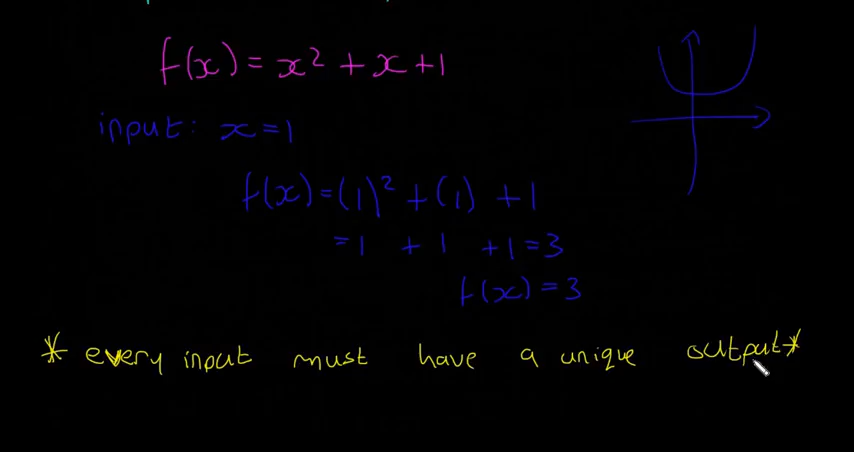 f(x) = x² + x + 1
input: x = 1
f(x) = (1)² + (1) + 1
= 1 + 1 + 1 = 3
f(x) = 3
* every input must have a unique output *